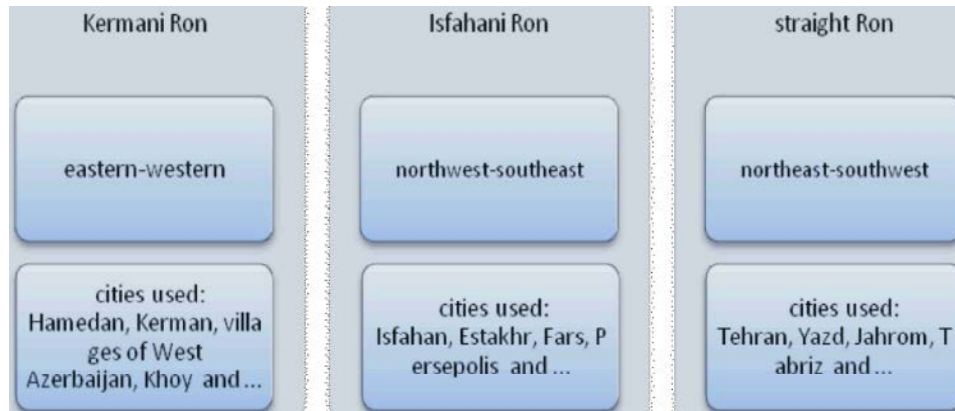 Kermani Ron
eastern-western
cities used:
Hamedan, Kerman, villa
ges of West
Azerbaijan, Khoy and ...
Isfahani Ron
northwest-southeast
cities used:
Isfahan, Estakhr, Fars, P
ersepolis and ...
straight Ron
northeast-southwest
cities used:
Tehran, Yazd, Jahrom, T
abriz and ...